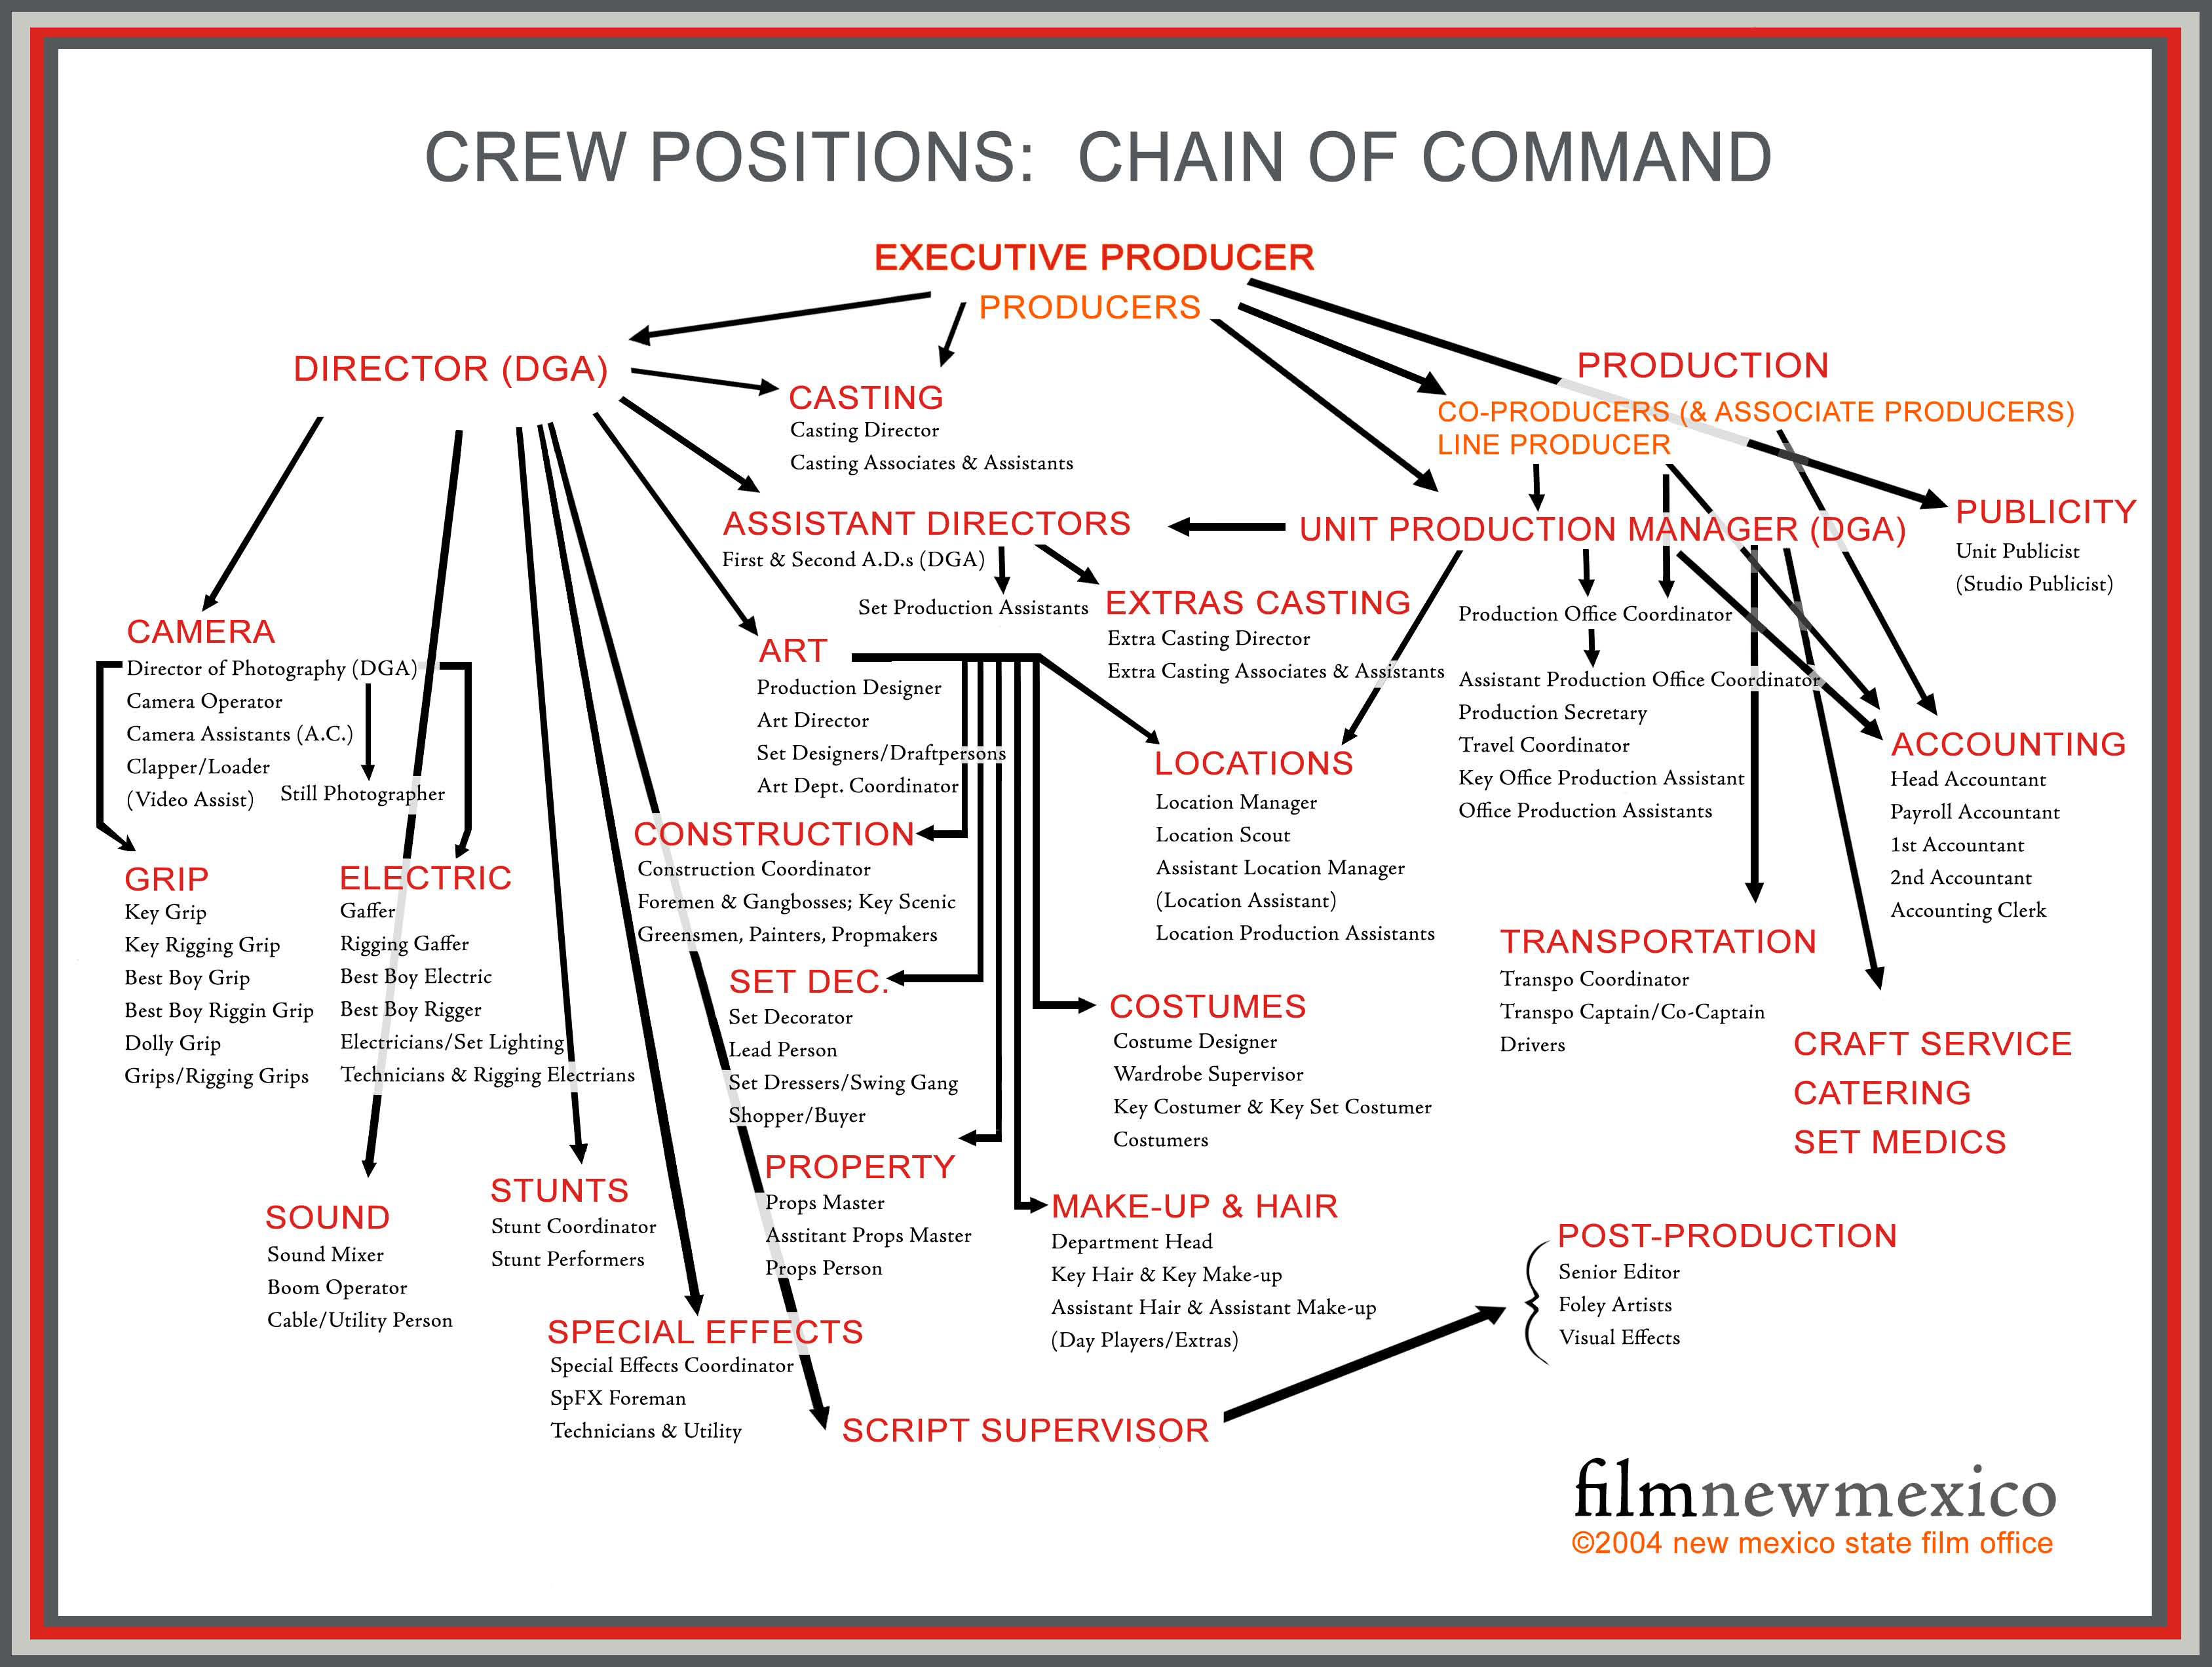 CREW POSITIONS: CHAIN OF COMMAND
EXECUTIVE PRODUCER
PRODUCERS
DIRECTOR (DGA)
CASTING
Casting Director
Casting Associates & Assistants
PRODUCTION
CO-PRODUCERS (& ASSOCIATE PRODUCERS)
LINE PRODUCER
ASSISTANT DIRECTORS
First & Second A.D.s (DGA)
Set Production Assistants
UNIT PRODUCTION MANAGER (DGA)
PUBLICITY
Unit Publicist
(Studio Publicist)
EXTRAS CASTING
Extra Casting Director
Extra Casting Associates & Assistants
Production Office Coordinator
Assistant Production Office Coordinator
Production Secretary
Travel Coordinator
Key Office Production Assistant
Office Production Assistants
CAMERA
Director of Photography (DGA)
Camera Operator
Camera Assistants (A.C.)
Clapper/Loader
(Video Assist)
Still Photographer
ART
Production Designer
Art Director
Set Designers/Draftpersons
Art Dept. Coordinator
LOCATIONS
Location Manager
Location Scout
Assistant Location Manager
(Location Assistant)
Location Production Assistants
ACCOUNTING
Head Accountant
Payroll Accountant
1st Accountant
2nd Accountant
Accounting Clerk
GRIP
Key Grip
Key Rigging Grip
Best Boy Grip
Best Boy Riggin Grip
Dolly Grip
Grips/Rigging Grips
ELECTRIC
Gaffer
Rigging Gaffer
Best Boy Electric
Best Boy Rigger
Electricians/Set Lighting
Technicians & Rigging Electrians
CONSTRUCTION
Construction Coordinator
Foremen & Gangbosses; Key Scenic
Greensmen, Painters, Propmakers
SET DEC.
Set Decorator
Lead Person
Set Dressers/Swing Gang
Shopper/Buyer
COSTUMES
Costume Designer
Wardrobe Supervisor
Key Costumer & Key Set Costumer
Costumers
TRANSPORTATION
Transpo Coordinator
Transpo Captain/Co-Captain
Drivers
CRAFT SERVICE
CATERING
SET MEDICS
SOUND
Sound Mixer
Boom Operator
Cable/Utility Person
STUNTS
Stunt Coordinator
Stunt Performers
PROPERTY
Props Master
Asstitant Props Master
Props Person
MAKE-UP & HAIR
Department Head
Key Hair & Key Make-up
Assistant Hair & Assistant Make-up
(Day Players/Extras)
POST-PRODUCTION
Senior Editor
Foley Artists
Visual Effects
SPECIAL EFFECTS
Special Effects Coordinator
SpFX Foreman
Technicians & Utility
SCRIPT SUPERVISOR
filmnewmexico
©2004 new mexico state film office